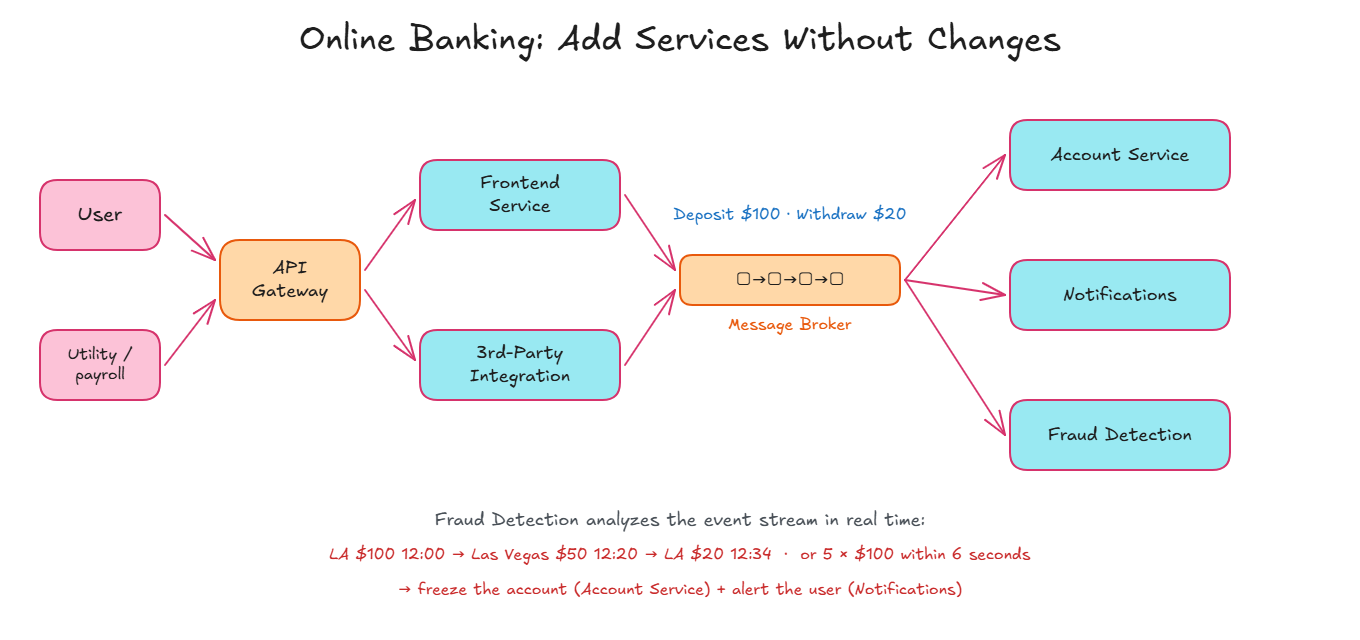 Online Banking: Add Services Without Changes
User
Utility /
payroll
API
Gateway
Frontend
Service
3rd-Party
Integration
Deposit $100 · Withdraw $20
▢→▢→▢→▢
Message Broker
Account Service
Notifications
Fraud Detection
Fraud Detection analyzes the event stream in real time:
LA $100 12:00 → Las Vegas $50 12:20 → LA $20 12:34 · or 5 × $100 within 6 seconds
→ freeze the account (Account Service) + alert the user (Notifications)